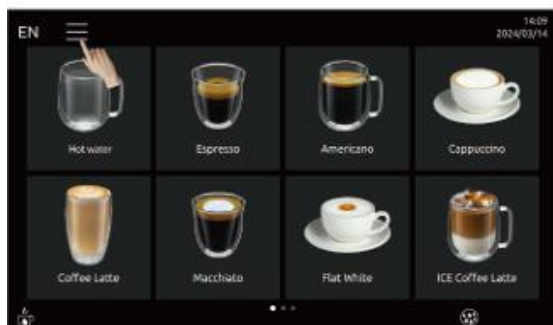 EN
14:09
2024/03/14
Hot water
Espresso
Americano
Cappuccino
Coffee Latte
Macchiato
Flat White
ICE Coffee Latte